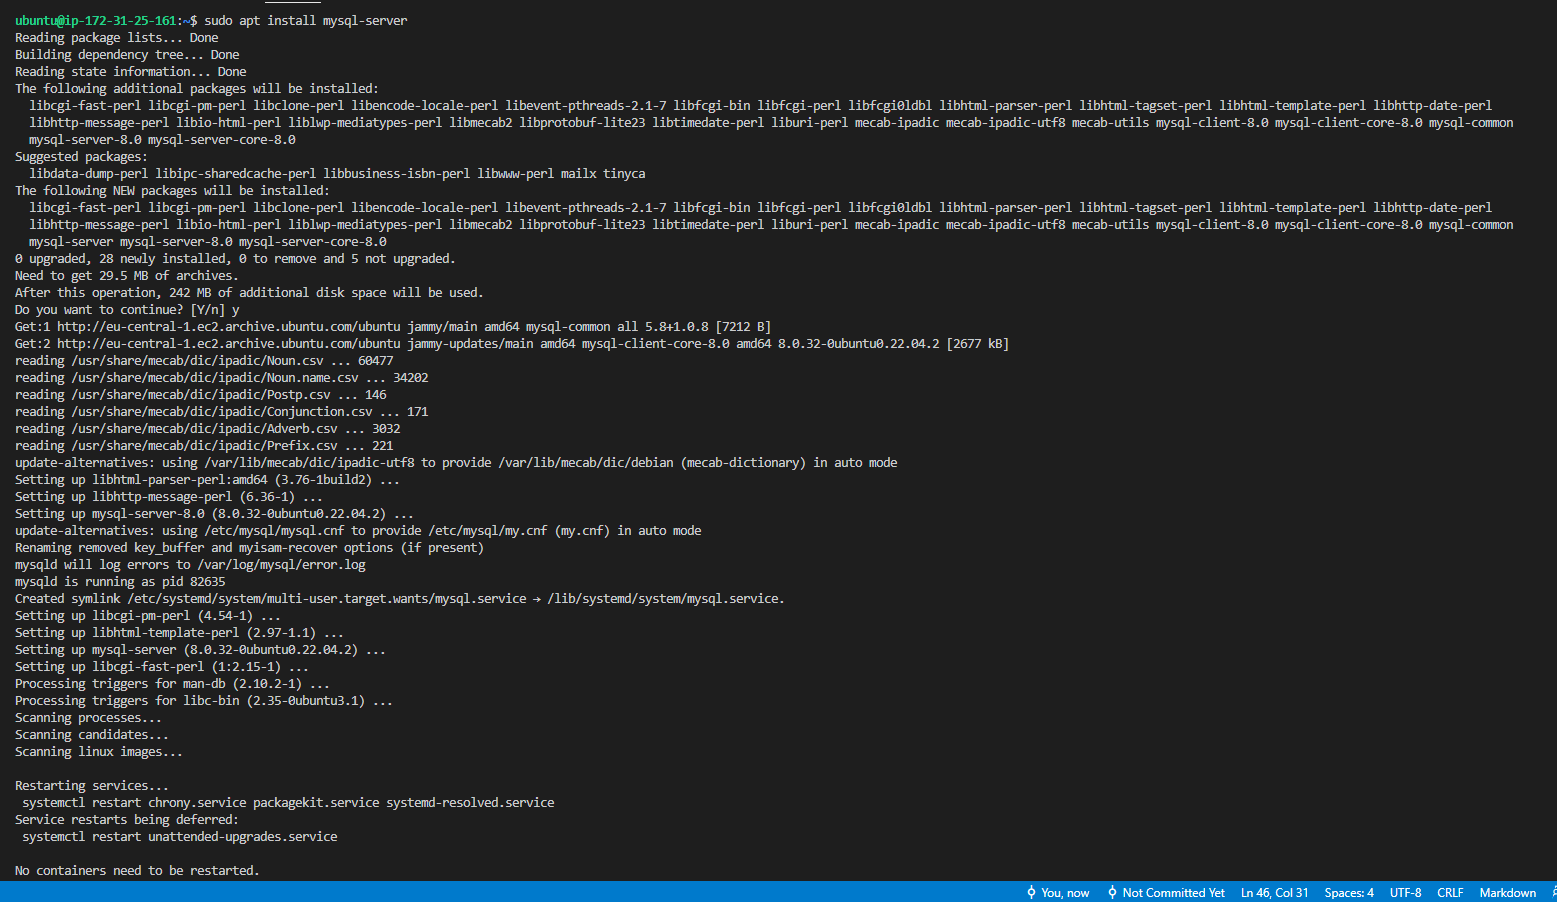 ubuntu@ip-172-31-25-161:~$ sudo apt install mysql-server
Reading package lists... Done
Building dependency tree... Done
Reading state information... Done
The following additional packages will be installed:
  libcgi-fast-perl libcgi-pm-perl libclone-perl libencode-locale-perl libevent-pthreads-2.1-7 libfcgi-bin libfcgi-perl libfcgi0ldbl libhtml-parser-perl libhtml-tagset-perl libhtml-template-perl libhttp-date-perl
  libhttp-message-perl libio-html-perl liblwp-mediatypes-perl libmecab2 libprotobuf-lite23 libtimedate-perl liburi-perl mecab-ipadic mecab-ipadic-utf8 mecab-utils mysql-client-8.0 mysql-client-core-8.0 mysql-common
  mysql-server-8.0 mysql-server-core-8.0
Suggested packages:
  libdata-dump-perl libipc-sharedcache-perl libbusiness-isbn-perl libwww-perl mailx tinyca
The following NEW packages will be installed:
  libcgi-fast-perl libcgi-pm-perl libclone-perl libencode-locale-perl libevent-pthreads-2.1-7 libfcgi-bin libfcgi-perl libfcgi0ldbl libhtml-parser-perl libhtml-tagset-perl libhtml-template-perl libhttp-date-perl
  libhttp-message-perl libio-html-perl liblwp-mediatypes-perl libmecab2 libprotobuf-lite23 libtimedate-perl liburi-perl mecab-ipadic mecab-ipadic-utf8 mecab-utils mysql-client-8.0 mysql-client-core-8.0 mysql-common
  mysql-server mysql-server-8.0 mysql-server-core-8.0
0 upgraded, 28 newly installed, 0 to remove and 5 not upgraded.
Need to get 29.5 MB of archives.
After this operation, 242 MB of additional disk space will be used.
Do you want to continue? [Y/n] y
Get:1 http://eu-central-1.ec2.archive.ubuntu.com/ubuntu jammy/main amd64 mysql-common all 5.8+1.0.8 [7212 B]
Get:2 http://eu-central-1.ec2.archive.ubuntu.com/ubuntu jammy-updates/main amd64 mysql-client-core-8.0 amd64 8.0.32-0ubuntu0.22.04.2 [2677 kB]
reading /usr/share/mecab/dic/ipadic/Noun.csv ... 60477
reading /usr/share/mecab/dic/ipadic/Noun.name.csv ... 34202
reading /usr/share/mecab/dic/ipadic/Postp.csv ... 146
reading /usr/share/mecab/dic/ipadic/Conjunction.csv ... 171
reading /usr/share/mecab/dic/ipadic/Adverb.csv ... 3032
reading /usr/share/mecab/dic/ipadic/Prefix.csv ... 221
update-alternatives: using /var/lib/mecab/dic/ipadic-utf8 to provide /var/lib/mecab/dic/debian (mecab-dictionary) in auto mode
Setting up libhtml-parser-perl:amd64 (3.76-1build2) ...
Setting up libhttp-message-perl (6.36-1) ...
Setting up mysql-server-8.0 (8.0.32-0ubuntu0.22.04.2) ...
update-alternatives: using /etc/mysql/mysql.cnf to provide /etc/mysql/my.cnf (my.cnf) in auto mode
Renaming removed key_buffer and myisam-recover options (if present)
mysqld will log errors to /var/log/mysql/error.log
mysqld is running as pid 82635
Created symlink /etc/systemd/system/multi-user.target.wants/mysql.service → /lib/systemd/system/mysql.service.
Setting up libcgi-pm-perl (4.54-1) ...
Setting up libhtml-template-perl (2.97-1.1) ...
Setting up mysql-server (8.0.32-0ubuntu0.22.04.2) ...
Setting up libcgi-fast-perl (1:2.15-1) ...
Processing triggers for man-db (2.10.2-1) ...
Processing triggers for libc-bin (2.35-0ubuntu3.1) ...
Scanning processes...
Scanning candidates...
Scanning linux images...
Restarting services...
 systemctl restart chrony.service packagekit.service systemd-resolved.service
Service restarts being deferred:
 systemctl restart unattended-upgrades.service
No containers need to be restarted.
You, now Not Committed Yet Ln 46, Col 31 Spaces: 4 UTF-8 CRLF Markdown